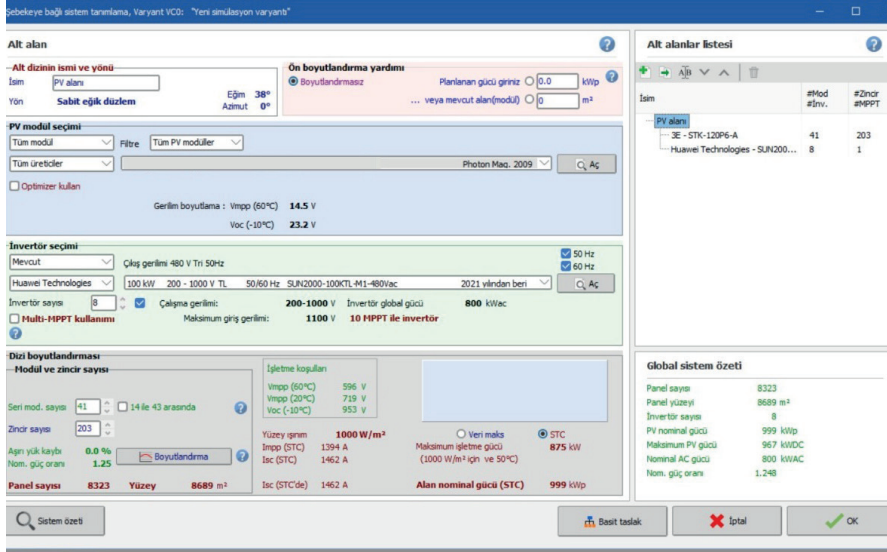 Şebekeye bağlı sistem tanımlama, Varyant VC0: "Yeni simülasyon varyantı"
Alt alan
Alt dizinin ismi ve yönü
İsim PV alanı
Yön Sabit eğik düzlem
Eğim 38°
Azimut 0°
Ön boyutlandırma yardımı
Boyutlandırmasız
Planlanan gücü giriniz 0.0 kWp
... veya mevcut alan(modül) 0 m²
PV modül seçimi
Tüm modül Filtre Tüm PV modüller
Tüm üreticiler Photon Mag. 2009 Aç
Optimizer kullan
Gerilim boyutlama : Vmpp (60°C) 14.5 V
Voc (-10°C) 23.2 V
İnvertör seçimi
Mevcut Çıkış gerilimi 480 V Tri 50Hz
50 Hz
60 Hz
Huawei Technologies 100 kW 200 - 1000 V TL 50/60 Hz SUN2000-100KTL-M1-480Vac 2021 yılından beri Aç
İnvertör sayısı 8 Çalışma gerilimi: 200-1000 V İnvertör global gücü 800 kWac
Multi-MPPT kullanımı Maksimum giriş gerilimi: 1100 V 10 MPPT ile invertör
Dizi boyutlandırması
Modül ve zincir sayısı
Seri mod. sayısı 41 14 ile 43 arasında
Zincir sayısı 203
Aşırı yük kaybı 0.0 %
Nom. güç oranı 1.25
Boyutlandırma
Panel sayısı 8323 Yüzey 8689 m²
İşletme koşulları
Vmpp (60°C) 596 V
Vmpp (20°C) 719 V
Voc (-10°C) 953 V
Yüzey ışınım 1000 W/m²
Impp (STC) 1394 A
Isc (STC) 1462 A
Isc (STC'de) 1462 A
Veri maks STC
Maksimum işletme gücü 875 kW
(1000 W/m² için ve 50°C)
Alan nominal gücü (STC) 999 kWp
Alt alanlar listesi
İsim #Mod #Zincir
#İnv. #MPPT
PV alanı
3E - STK-120P6-A 41 203
Huawei Technologies - SUN200... 8 1
Global sistem özeti
Panel sayısı 8323
Panel yüzeyi 8689 m²
İnvertör sayısı 8
PV nominal gücü 999 kWp
Maksimum PV gücü 967 kWDC
Nominal AC gücü 800 kWAC
Nom. güç oranı 1.248
Sistem özeti
Basit taslak
İptal
OK